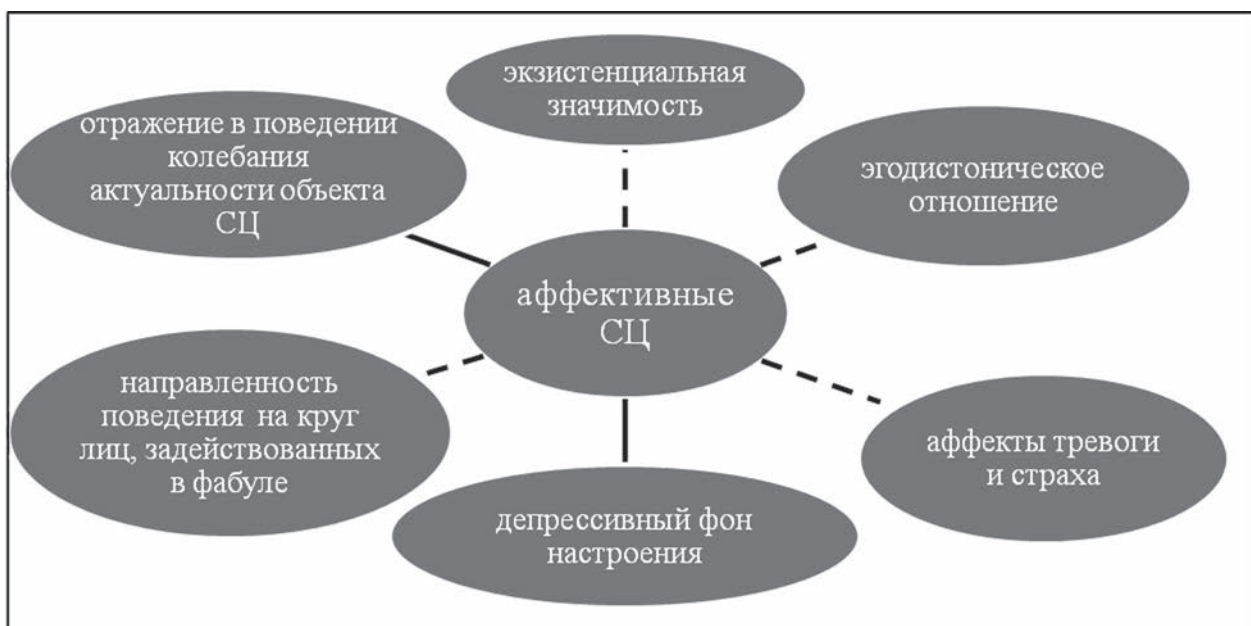 экзистенциальная
значимость
отражение в поведении
колебания
актуальности объекта
СЦ
эгодистоническое
отношение
аффективные
СЦ
направленность
поведения на круг
лиц, задействованных
в фабуле
аффекты тревоги
и страха
депрессивный фон
настроения